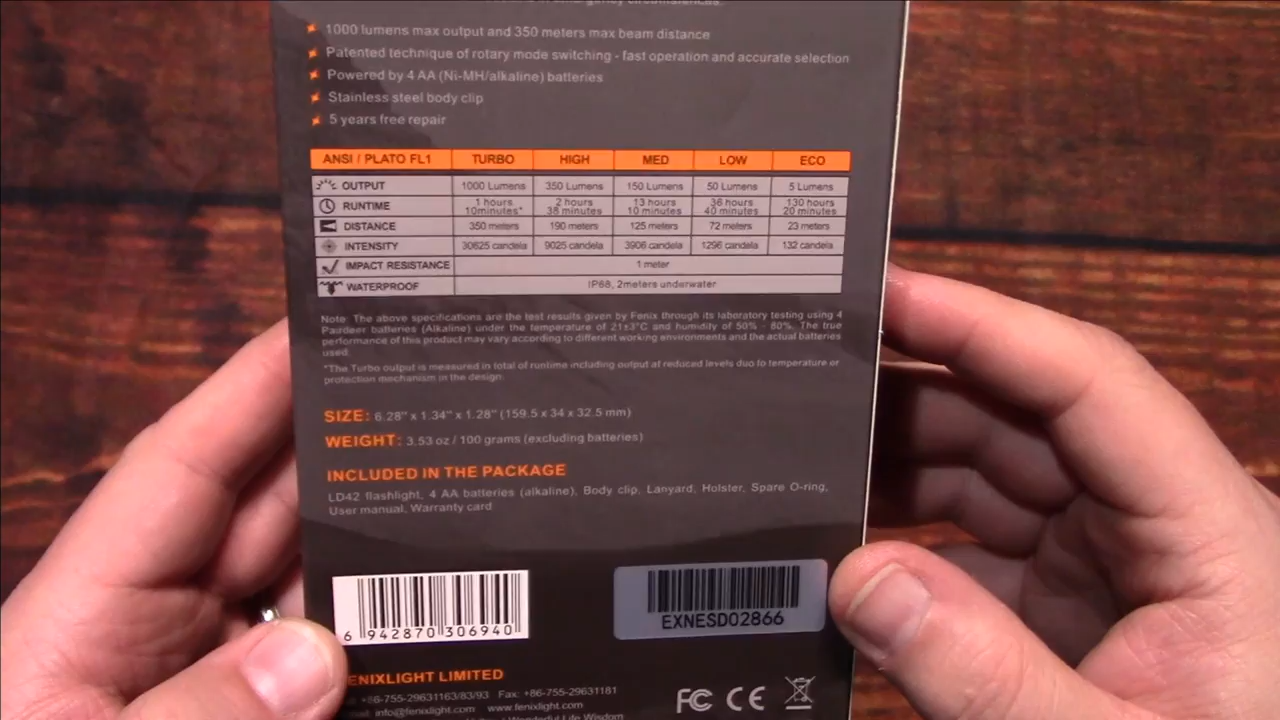 1000 lumens max output and 350 meters max beam distance
Patented technique of rotary mode switching - fast operation and accurate selection
Powered by 4 AA (Ni-MH/alkaline) batteries
Stainless steel body clip
5 years free repair
ANSI / PLATO FL1 TURBO HIGH MED LOW ECO
OUTPUT 1000 Lumens 350 Lumens 150 Lumens 50 Lumens 5 Lumens
RUNTIME 1 hours 10minutes* 2 hours 38 minutes 13 hours 10 minutes 36 hours 40 minutes 130 hours 20 minutes
DISTANCE 350 meters 190 meters 125 meters 72 meters 23 meters
INTENSITY 30625 candela 9025 candela 3906 candela 1296 candela 132 candela
IMPACT RESISTANCE 1 meter
WATERPROOF IP68, 2meters underwater
Note: The above specifications are the test results given by Fenix through its laboratory testing using 4
Pairdeer batteries (Alkaline) under the temperature of 21±3°C and humidity of 50% - 80%. The true
performance of this product may vary according to different working environments and the actual batteries
used.
*The Turbo output is measured in total of runtime including output at reduced levels due to temperature or
protection mechanism in the design.
SIZE: 6.28" x 1.34" x 1.28" (159.5 x 34 x 32.5 mm)
WEIGHT: 3.53 oz / 100 grams (excluding batteries)
INCLUDED IN THE PACKAGE
LD42 flashlight, 4 AA batteries (alkaline), Body clip, Lanyard, Holster, Spare O-ring,
User manual, Warranty card
6 942870 306940
EXNESD02866
FENIXLIGHT LIMITED
+86-755-29631163/83/93 Fax: +86-755-29631181
info@fenixlight.com www.fenixlight.com
Wonderful Life Wisdom
FC CE